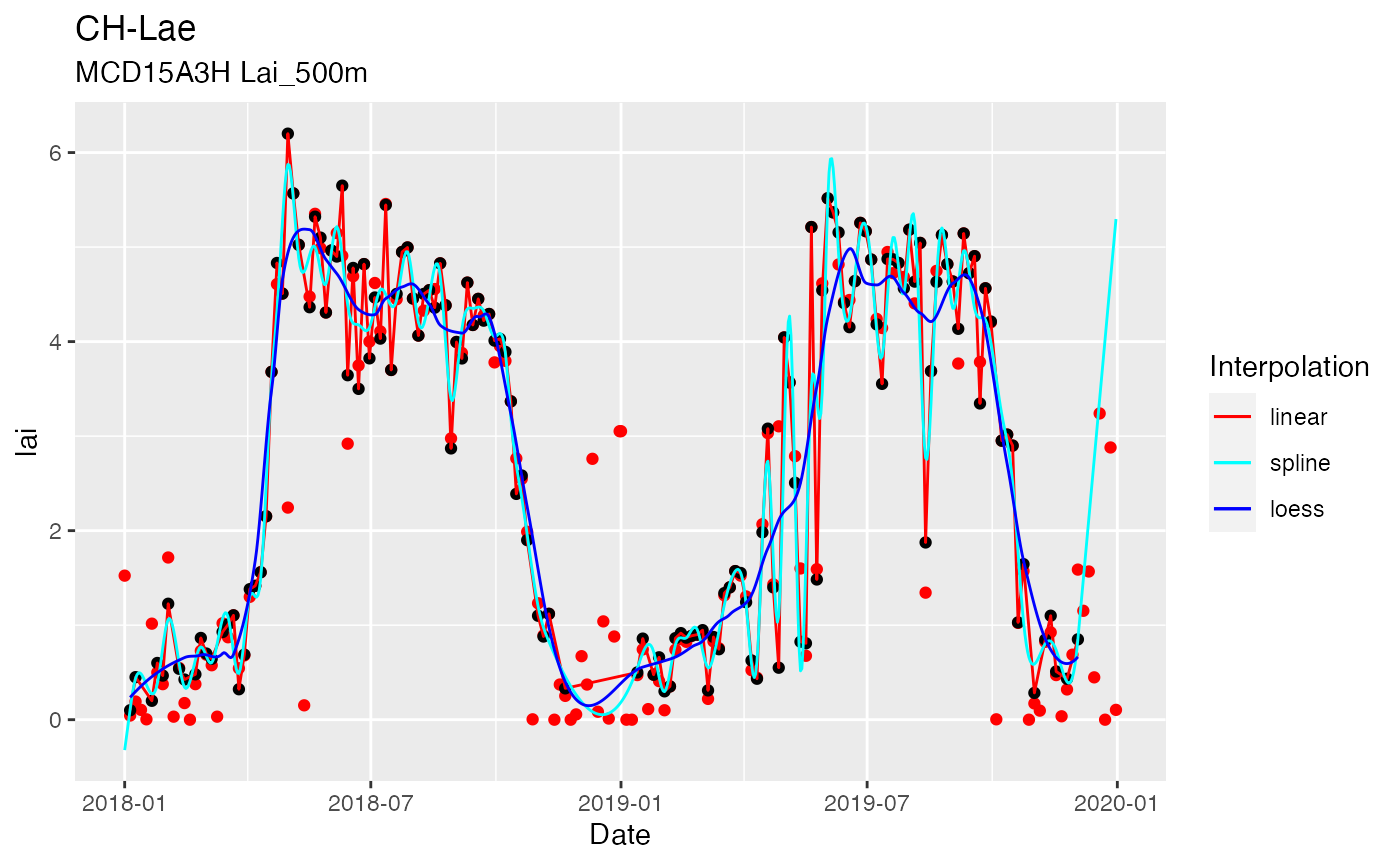 CH-Lae
MCD15A3H Lai_500m
6
4
2
0
lai
2018-01
2018-07
2019-01
2019-07
2020-01
Date
Interpolation
linear
spline
loess